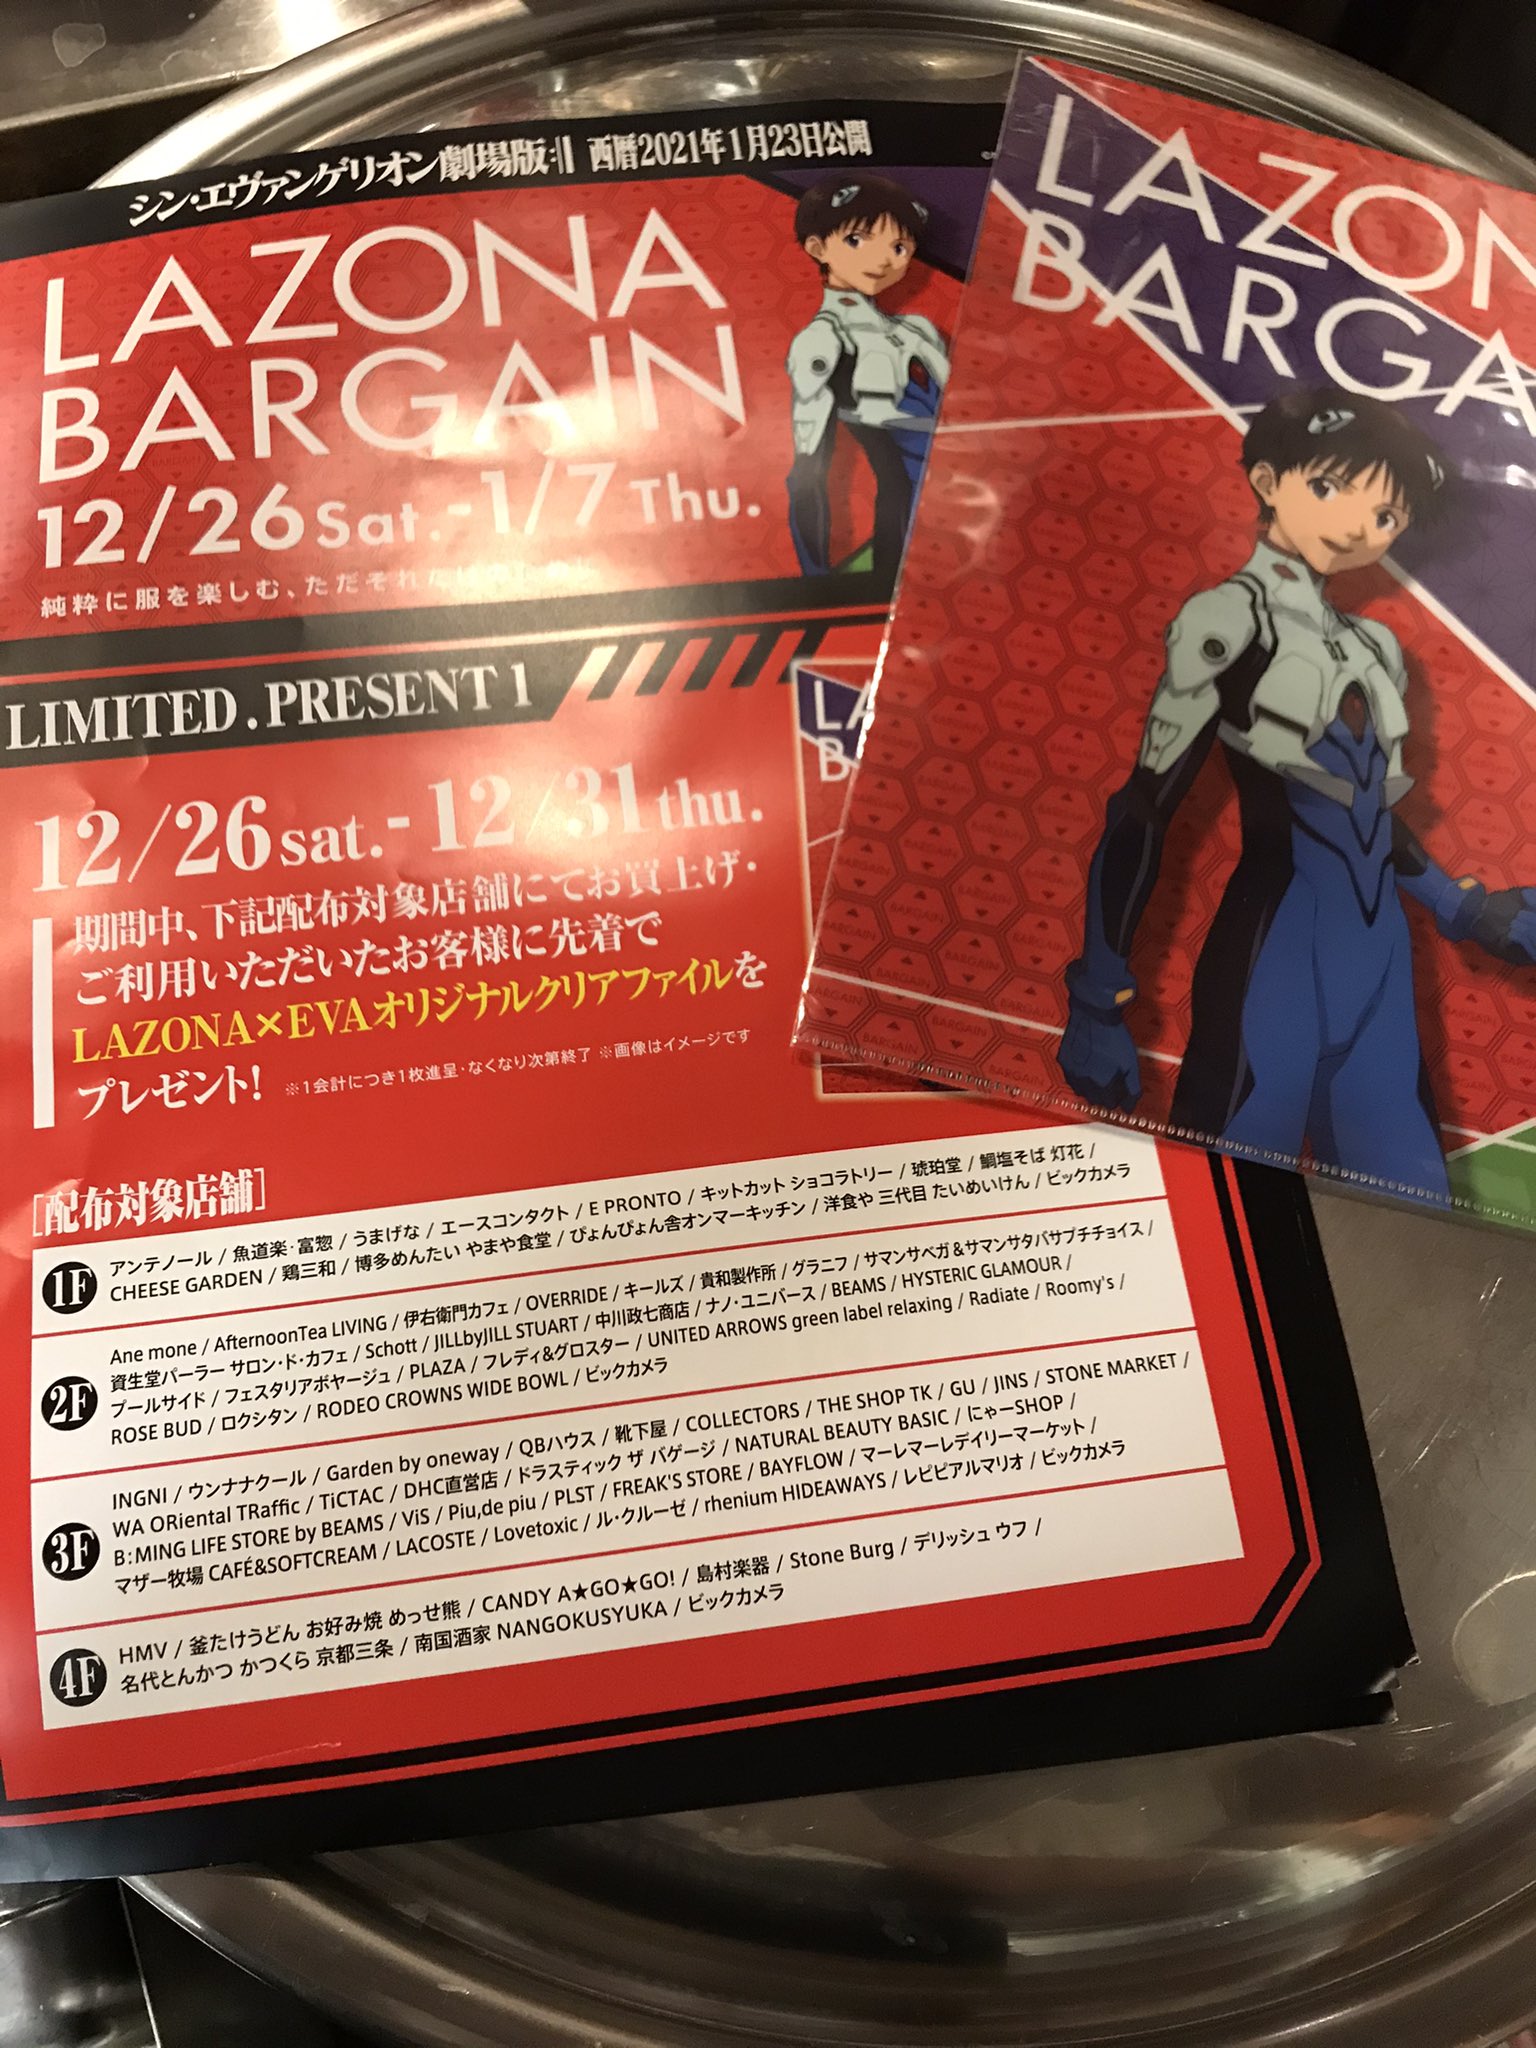 シン・エヴァンゲリオン劇場版𝄇 西暦2021年1月23日公開
LAZONA
BARGAIN
12/26 Sat. - 1/7 Thu.
純粋に服を楽しむ、ただそれだけ
LIMITED . PRESENT 1
12/26 sat. - 12/31 thu.
期間中、下記配布対象店舗にてお買上げ・
ご利用いただいたお客様に先着で
LAZONA×EVAオリジナルクリアファイルを
プレゼント! ※1会計につき1枚進呈・なくなり次第終了 ※画像はイメージです
[配布対象店舗]
1F
アンテノール / 魚道楽・富惣 / うまげな / エースコンタクト / E PRONTO / キットカット ショコラトリー / 琥珀堂 / 鯛塩そば 灯花 /
CHEESE GARDEN / 鶏三和 / 博多めんたい やまや食堂 / ぴょんぴょん舎オンマーキッチン / 洋食や 三代目 たいめいけん / ビックカメラ
2F
Ane mone / AfternoonTea LIVING / 伊右衛門カフェ / OVERRIDE / キールズ / 貴和製作所 / グラニフ / サマンサベガ＆サマンサタバサプチチョイス /
資生堂パーラー サロン・ド・カフェ / Schott / JILLbyJILL STUART / 中川政七商店 / ナノ・ユニバース / BEAMS / HYSTERIC GLAMOUR /
プールサイド / フェスタリアボヤージュ / PLAZA / フレディ&グロスター / UNITED ARROWS green label relaxing / Radiate / Roomy's /
ROSE BUD / ロクシタン / RODEO CROWNS WIDE BOWL / ビックカメラ
3F
INGNI / ウンナナクール / Garden by oneway / QBハウス / 靴下屋 / COLLECTORS / THE SHOP TK / GU / JINS / STONE MARKET /
WA ORiental TRaffic / TiCTAC / DHC直営店 / ドラスティック ザ バゲージ / NATURAL BEAUTY BASIC / にゃーSHOP /
B:MING LIFE STORE by BEAMS / ViS / Piu,de piu / PLST / FREAK'S STORE / BAYFLOW / マーレマーレデイリーマーケット /
マザー牧場 CAFÉ&SOFTCREAM / LACOSTE / Lovetoxic / ル・クルーゼ / rhenium HIDEAWAYS / レピピアルマリオ / ビックカメラ
4F
HMV / 釜たけうどん お好み焼 めっせ熊 / CANDY A★GO★GO! / 島村楽器 / Stone Burg / デリッシュ ウフ /
名代とんかつ かつくら 京都三条 / 南国酒家 NANGOKUSYUKA / ビックカメラ
LAZON
BARGA
01